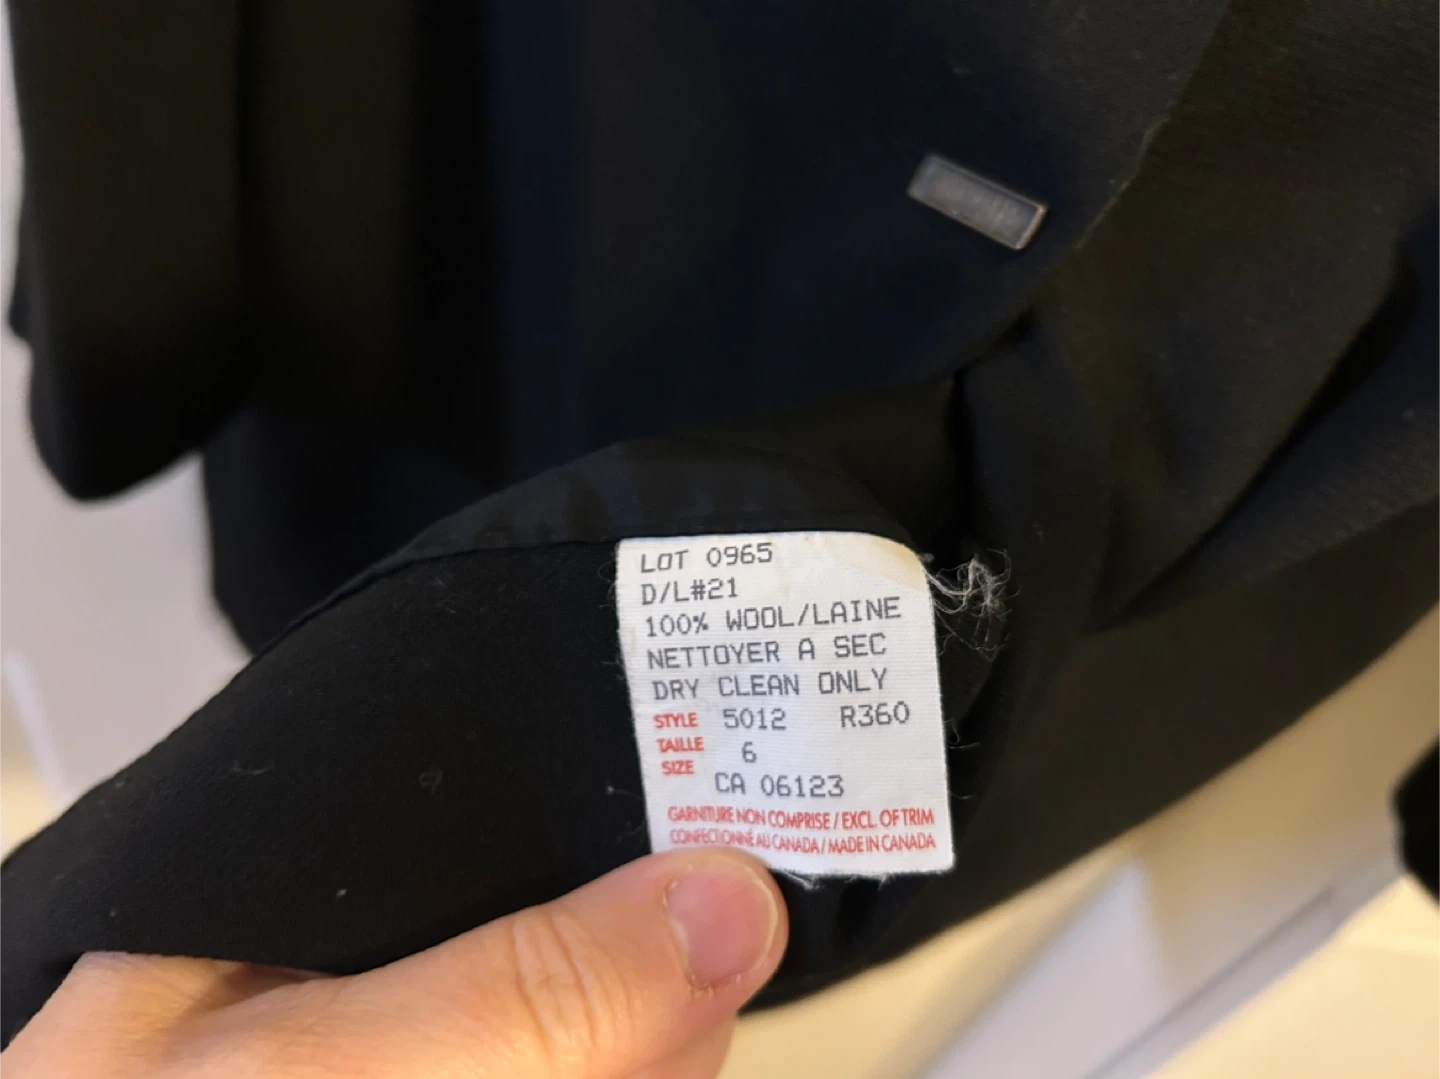 LOT 0965
D/L#21
100% WOOL/LAINE
NETTOYER A SEC
DRY CLEAN ONLY
STYLE 5012 R360
TAILLE
SIZE 6
CA 06123
GARNITURE NON COMPRISE / EXCL. OF TRIM
CONFECTIONNÉ AU CANADA / MADE IN CANADA